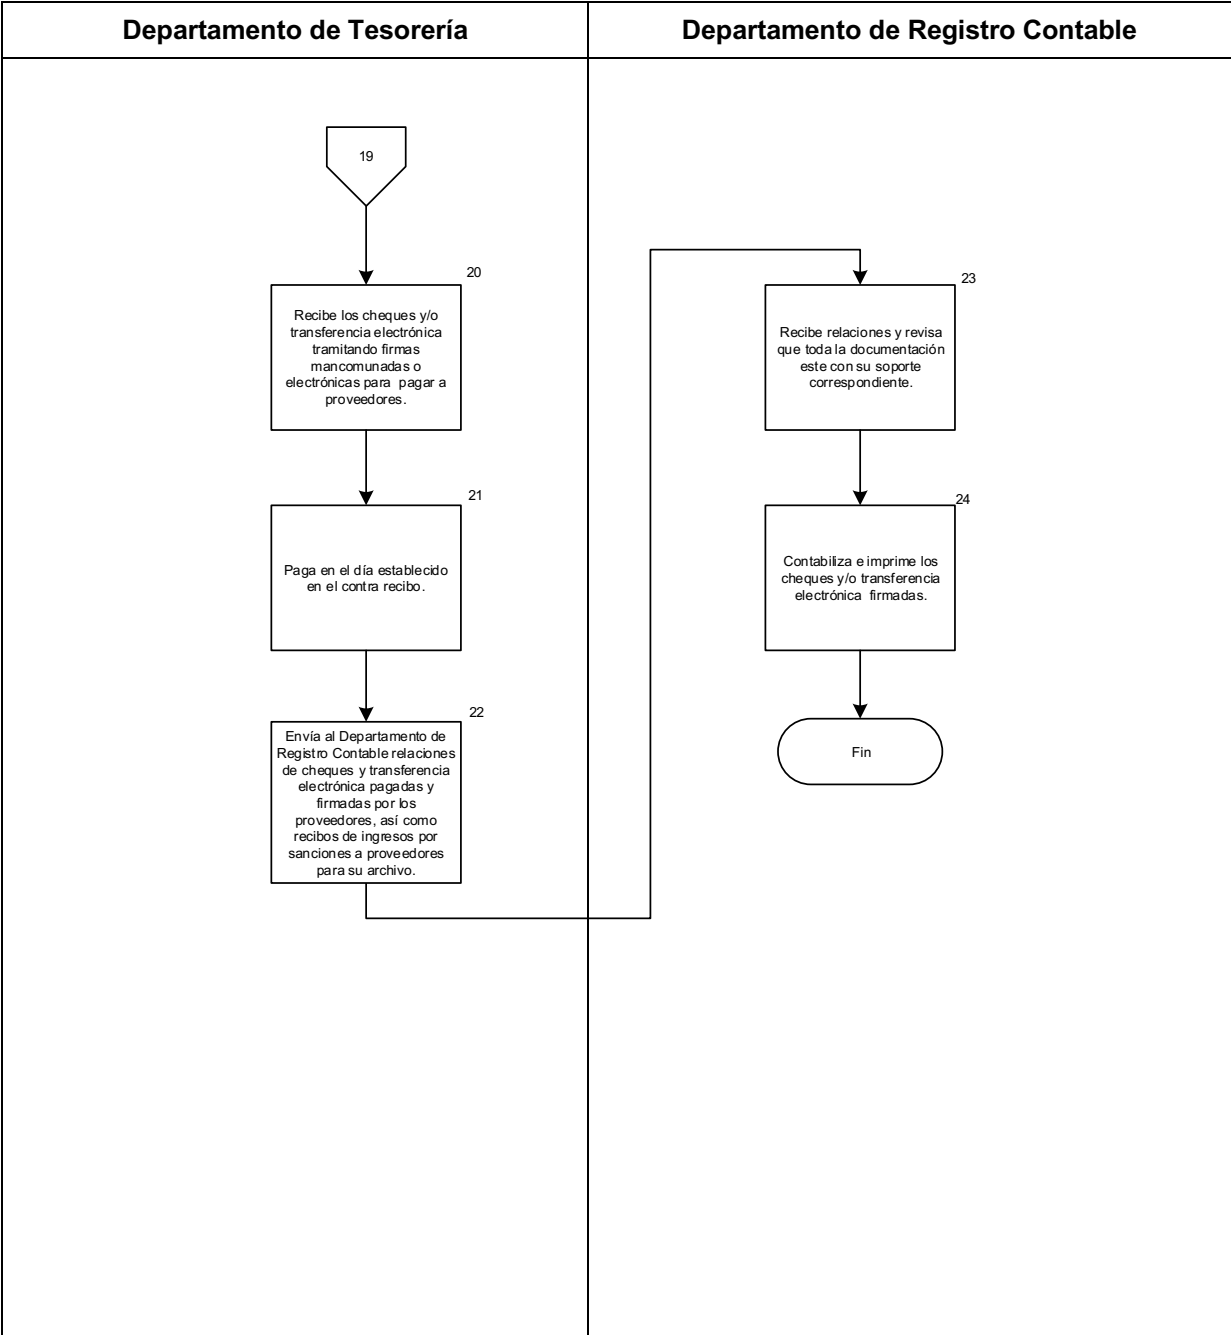 Departamento de Tesorería
Departamento de Registro Contable
19
20
Recibe los cheques y/o
transferencia electrónica
tramitando firmas
mancomunadas o
electrónicas para pagar a
proveedores.
21
Paga en el día establecido
en el contra recibo.
22
Envía al Departamento de
Registro Contable relaciones
de cheques y transferencia
electrónica pagadas y
firmadas por los
proveedores, así como
recibos de ingresos por
sanciones a proveedores
para su archivo.
23
Recibe relaciones y revisa
que toda la documentación
este con su soporte
correspondiente.
24
Contabiliza e imprime los
cheques y/o transferencia
electrónica firmadas.
Fin